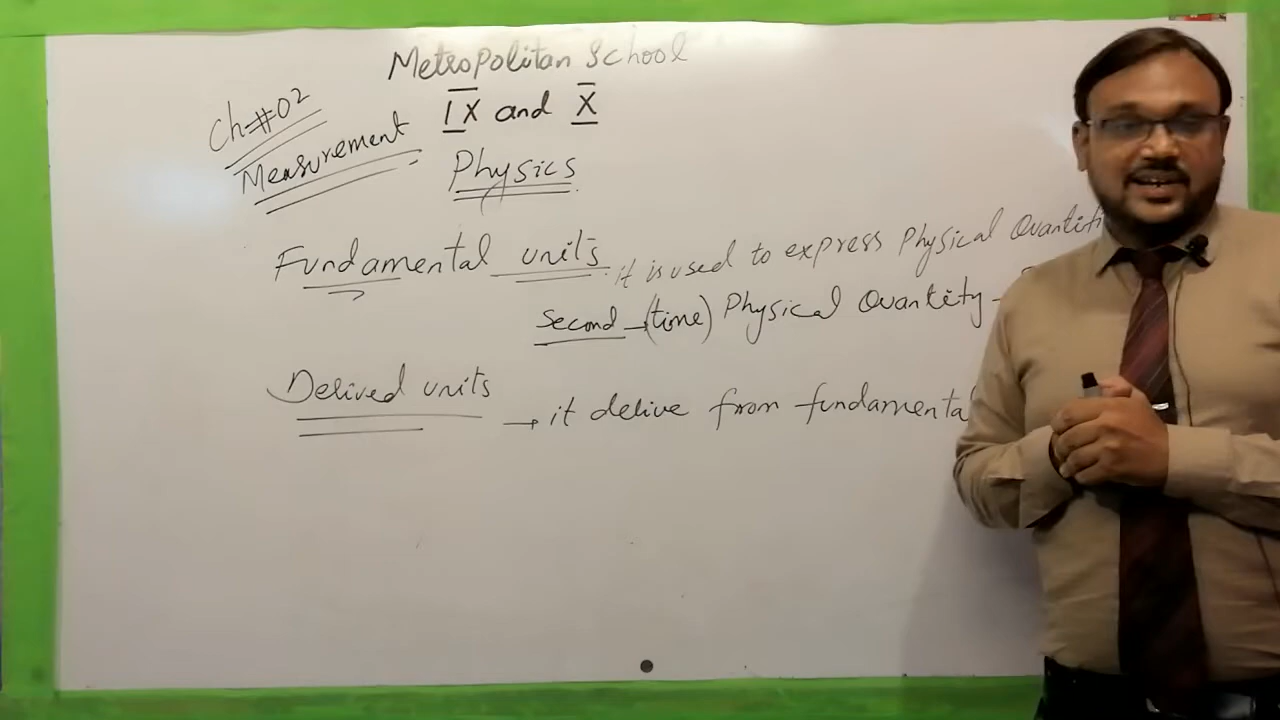 Metropolitan School
Ch#02
Measurement
IX and X
Physics
Fundamental units
it is used to express Physical Quantiti
Second → (time) Physical Quantity -
Delived units
→ it delive from fundamental